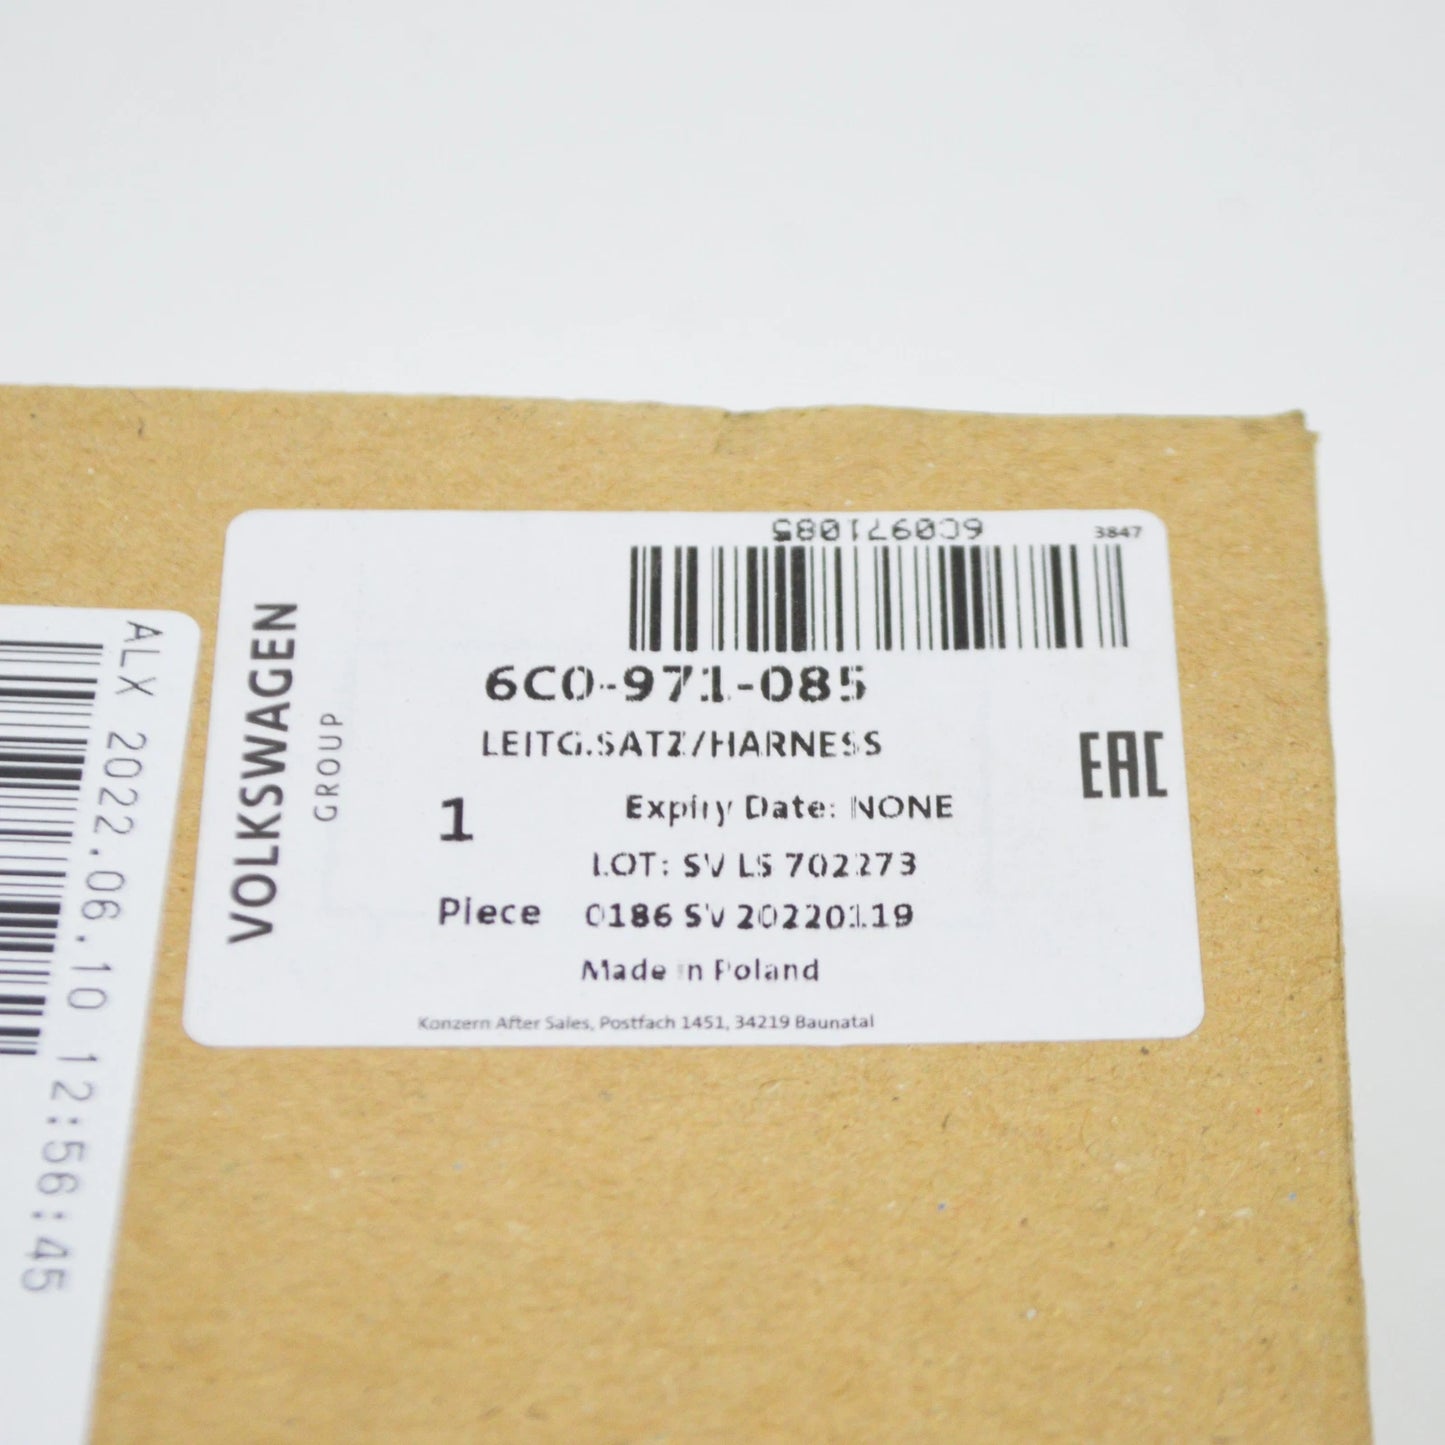 6C0971085
3847
VOLKSWAGEN
GROUP
6C0-971-085
LEITG.SATZ/HARNESS
EAC
1
Piece
Expiry Date: NONE
LOT: SV LS 702273
0186 SV 20220119
Made in Poland
Konzern After Sales, Postfach 1451, 34219 Baunatal
ALX 2022.06.10 12:56:45